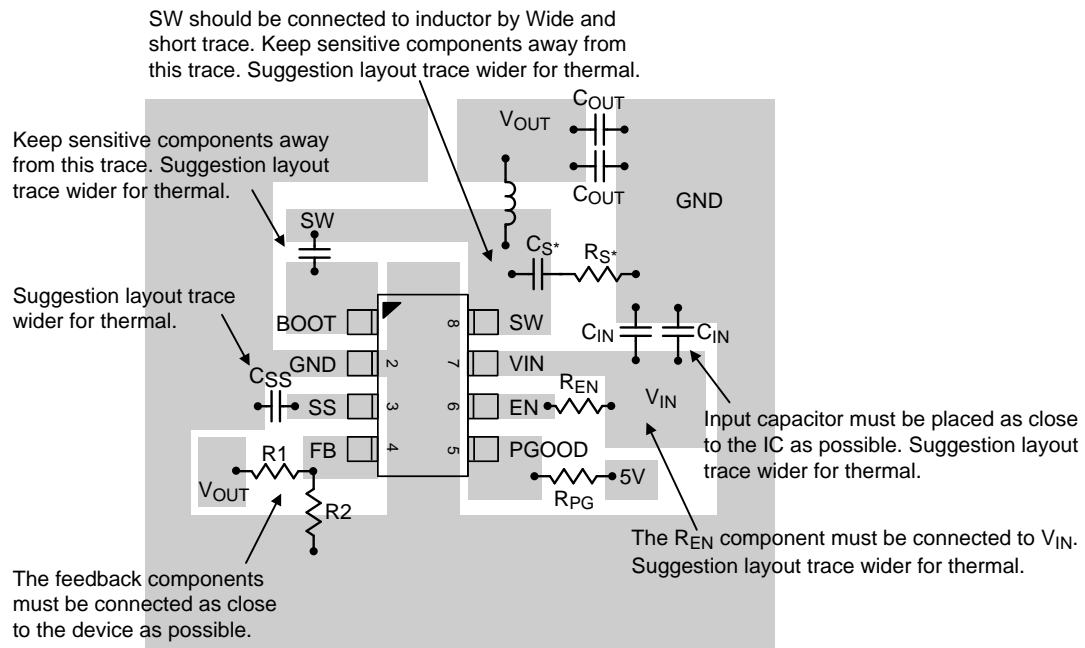 SW should be connected to inductor by Wide and
short trace. Keep sensitive components away from
this trace. Suggestion layout trace wider for thermal.
Keep sensitive components away
from this trace. Suggestion layout
trace wider for thermal.
Suggestion layout trace
wider for thermal.
COUT
VOUT
COUT
GND
SW
CS*
RS*
BOOT
8
SW
CIN
CIN
GND
2
7
VIN
CSS
REN
SS
3
6
EN
VIN
FB
4
5
PGOOD
R1
VOUT
R2
RPG
5V
Input capacitor must be placed as close
to the IC as possible. Suggestion layout
trace wider for thermal.
The REN component must be connected to VIN.
Suggestion layout trace wider for thermal.
The feedback components
must be connected as close
to the device as possible.